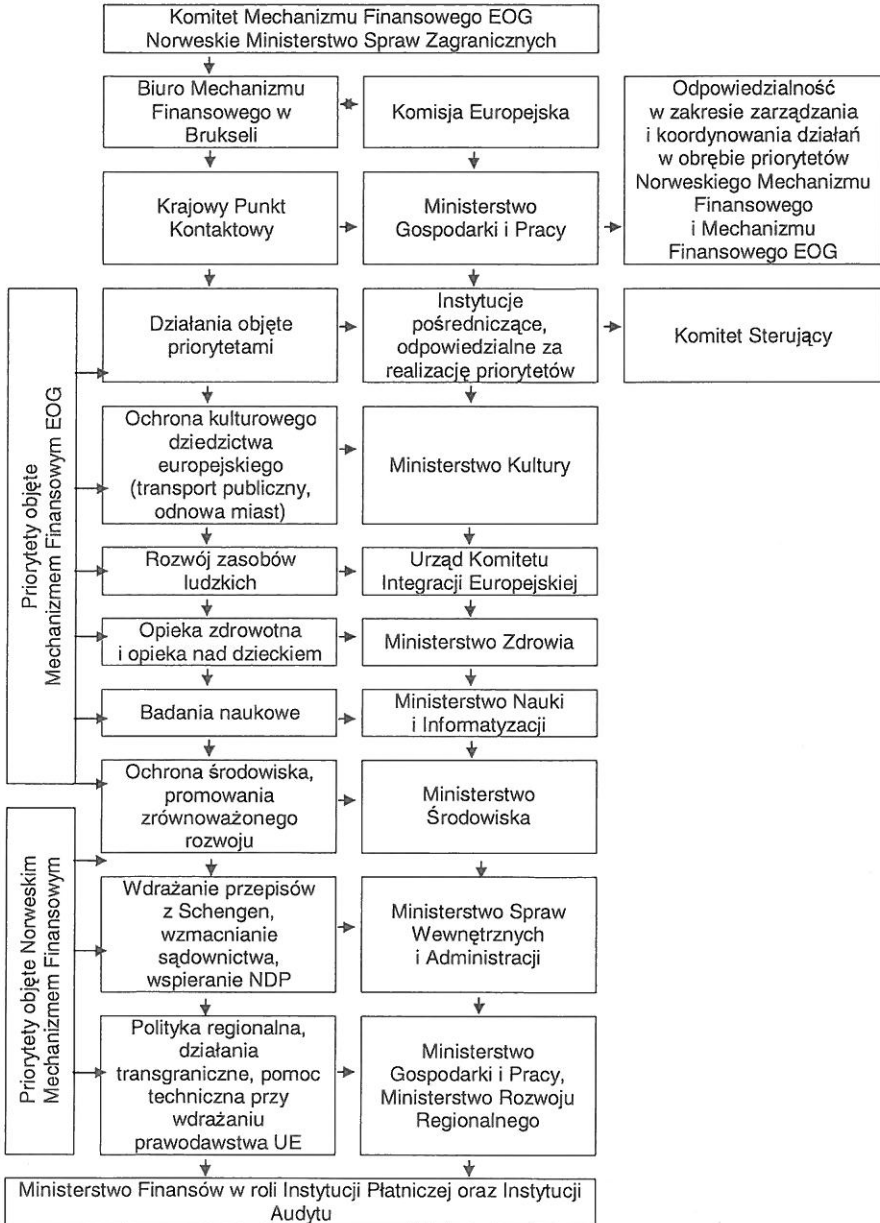 Komitet Mechanizmu Finansowego EOG
Norweskie Ministerstwo Spraw Zagranicznych
Biuro Mechanizmu
Finansowego w
Brukseli
Komisja Europejska
Odpowiedzialność
w zakresie zarządzania
i koordynowania działań
w obrębie priorytetów
Norweskiego Mechanizmu
Finansowego
i Mechanizmu
Finansowego EOG
Krajowy Punkt
Kontaktowy
Ministerstwo
Gospodarki i Pracy
Priorytety objęte
Mechanizmem Finansowym EOG
Działania objęte
priorytetami
Instytucje
pośredniczące,
odpowiedzialne za
realizację priorytetów
Komitet Sterujący
Ochrona kulturowego
dziedzictwa
europejskiego
(transport publiczny,
odnowa miast)
Ministerstwo Kultury
Rozwój zasobów
ludzkich
Urząd Komitetu
Integracji Europejskiej
Opieka zdrowotna
i opieka nad dzieckiem
Ministerstwo Zdrowia
Badania naukowe
Ministerstwo Nauki
i Informatyzacji
Ochrona środowiska,
promowania
zrównoważonego
rozwoju
Ministerstwo
Środowiska
Priorytety objęte Norweskim
Mechanizmem Finansowym
Wdrażanie przepisów
z Schengen,
wzmacnianie
sądownictwa,
wspieranie NDP
Ministerstwo Spraw
Wewnętrznych
i Administracji
Polityka regionalna,
działania
transgraniczne, pomoc
techniczna przy
wdrażaniu
prawodawstwa UE
Ministerstwo
Gospodarki i Pracy,
Ministerstwo Rozwoju
Regionalnego
Ministerstwo Finansów w roli Instytucji Płatniczej oraz Instytucji
Audytu